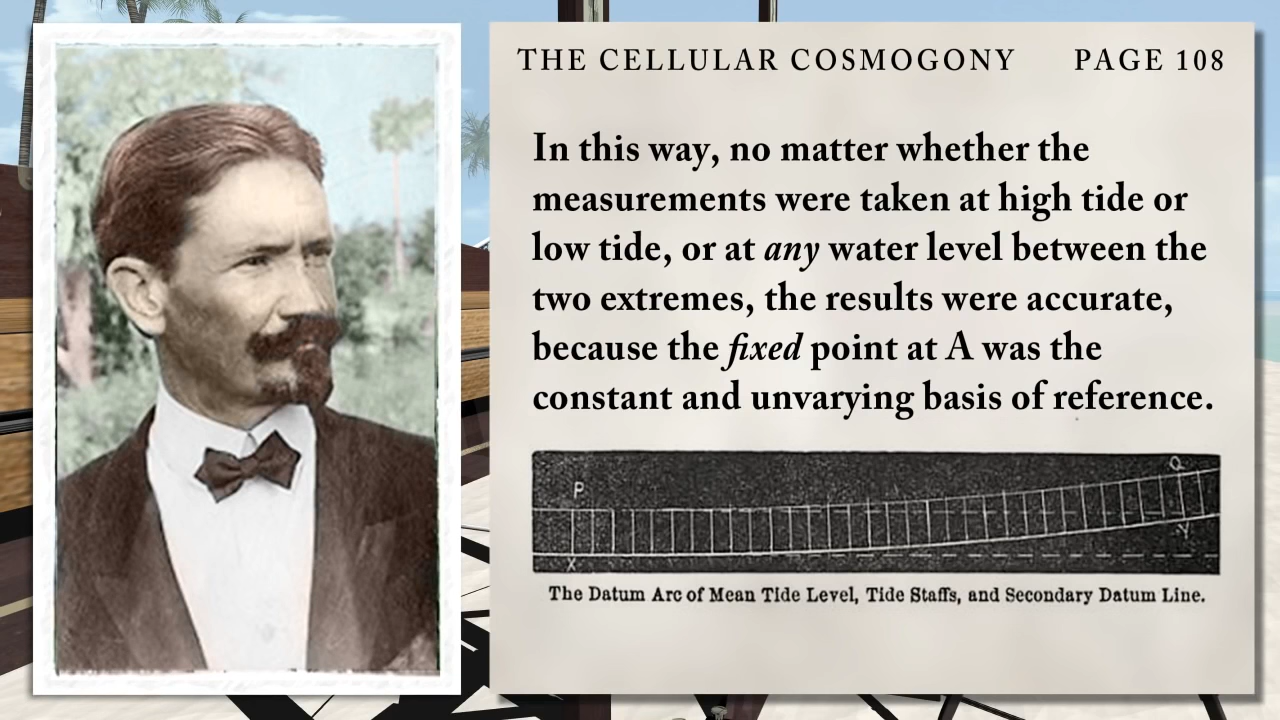 THE CELLULAR COSMOGONY PAGE 108
In this way, no matter whether the
measurements were taken at high tide or
low tide, or at any water level between the
two extremes, the results were accurate,
because the fixed point at A was the
constant and unvarying basis of reference.
P
Q
X
Y
The Datum Arc of Mean Tide Level, Tide Staffs, and Secondary Datum Line.